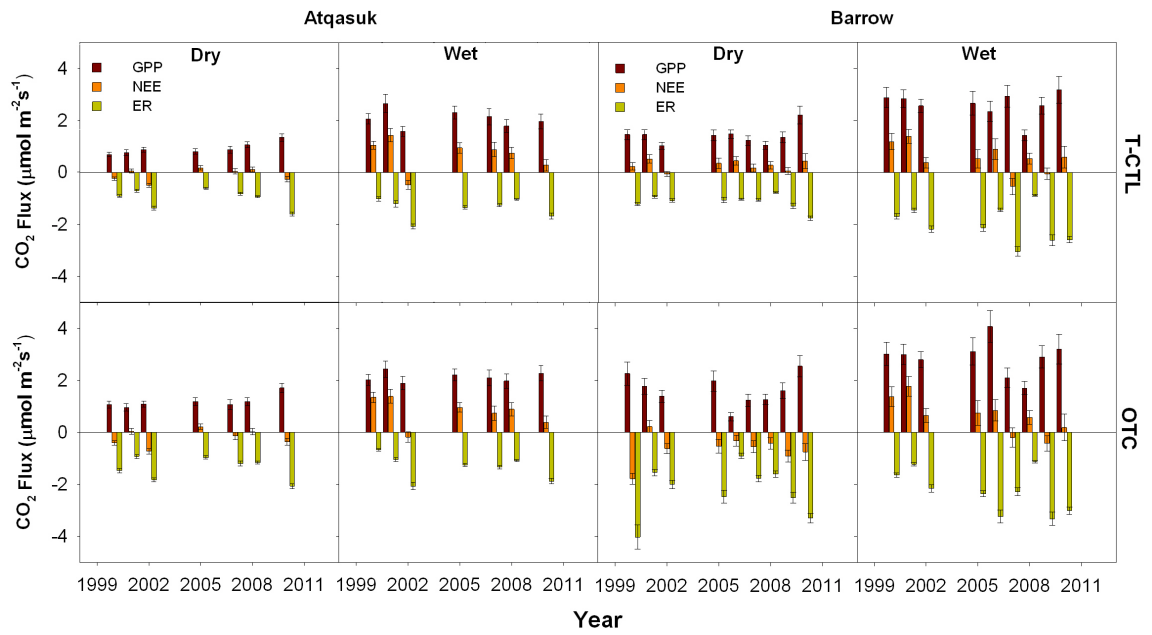 Atqasuk Barrow
Dry Wet Dry Wet
GPP
NEE
ER
GPP
NEE
ER
4
2
0
-2
-4
CO2 Flux (µmol m-2s-1)
T-CTL
4
2
0
-2
-4
CO2 Flux (µmol m-2s-1)
OTC
1999 2002 2005 2008 2011 1999 2002 2005 2008 2011 1999 2002 2005 2008 2011 1999 2002 2005 2008 2011
Year